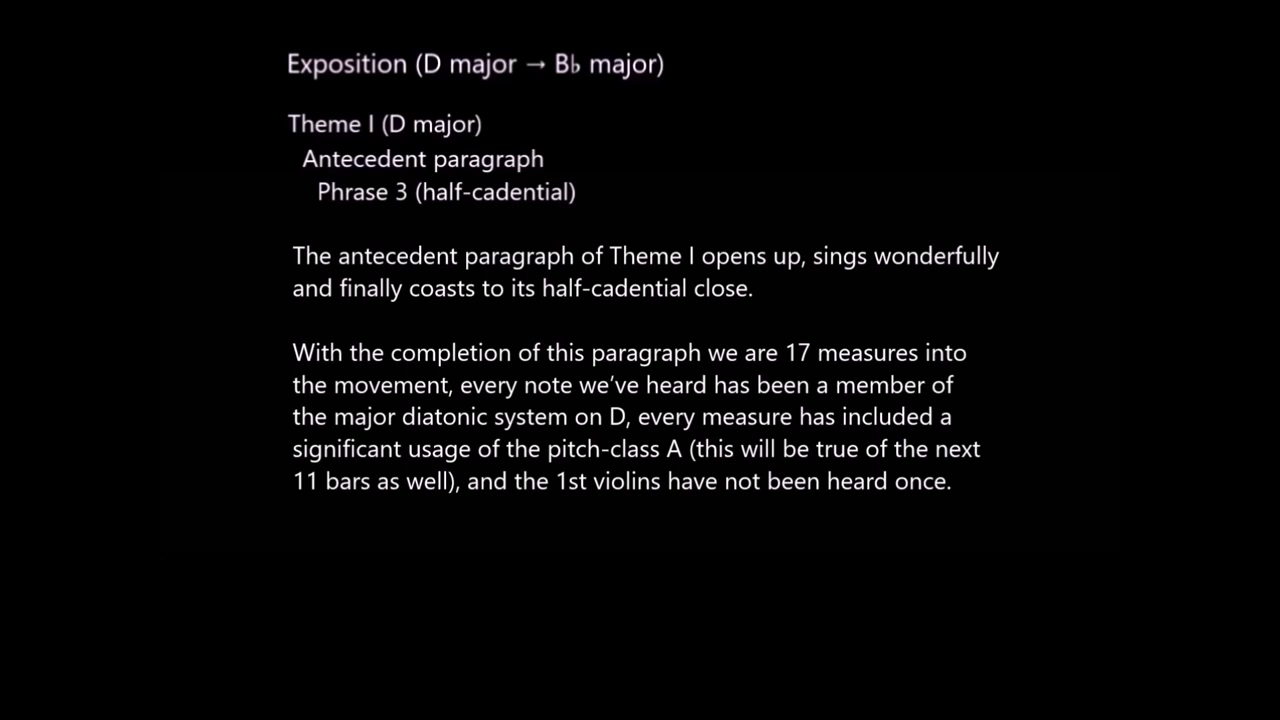 Exposition (D major → B♭ major)
Theme I (D major)
Antecedent paragraph
Phrase 3 (half-cadential)
The antecedent paragraph of Theme I opens up, sings wonderfully
and finally coasts to its half-cadential close.
With the completion of this paragraph we are 17 measures into
the movement, every note we’ve heard has been a member of
the major diatonic system on D, every measure has included a
significant usage of the pitch-class A (this will be true of the next
11 bars as well), and the 1st violins have not been heard once.